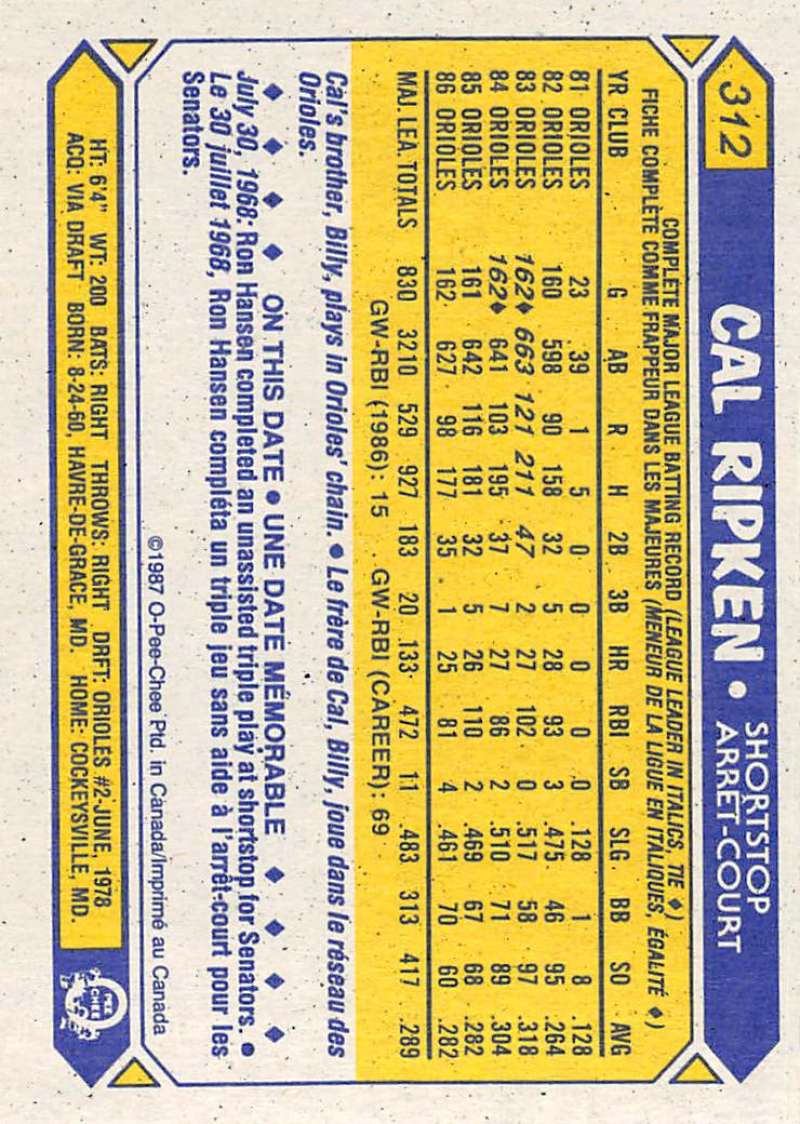 312
CAL RIPKEN • SHORTSTOP
ARRÊT-COURT
COMPLETE MAJOR LEAGUE BATTING RECORD (LEAGUE LEADER IN ITALICS, TIE ♦)
FICHE COMPLÈTE COMME FRAPPEUR DANS LES MAJEURES (MENEUR DE LA LIGUE EN ITALIQUES, ÉGALITÉ ♦)
YR CLUB G AB R H 2B 3B HR RBI SB SLG BB SO AVG
81 ORIOLES 23 39 1 5 0 0 0 0 0 .128 1 8 .128
82 ORIOLES 160 598 90 158 32 5 28 93 3 .475 46 95 .264
83 ORIOLES 162♦ 663 121 211 47 2 27 102 0 .517 58 97 .318
84 ORIOLES 162♦ 641 103 195 37 7 27 86 2 .510 71 89 .304
85 ORIOLES 161 642 116 181 32 5 26 110 2 .469 67 68 .282
86 ORIOLES 162 627 98 177 35 1 25 81 4 .461 70 60 .282
MAJ. LEA. TOTALS 830 3210 529 927 183 20 133 472 11 .483 313 417 .289
GW-RBI (1986): 15 GW-RBI (CAREER): 69
Cal's brother, Billy, plays in Orioles' chain. • Le frère de Cal, Billy, joue dans le réseau des
Orioles.
♦ ♦ ♦ ♦ ON THIS DATE • UNE DATE MÉMORABLE ♦ ♦ ♦ ♦
July 30, 1968: Ron Hansen completed an unassisted triple play at shortstop for Senators. •
Le 30 juillet 1968, Ron Hansen compléta un triple jeu sans aide à l'arrêt-court pour les
Senators.
©1987 O-Pee-Chee Ptd. in Canada/Imprimé au Canada
HT: 6'4" WT: 200 BATS: RIGHT THROWS: RIGHT DRFT: ORIOLES #2-JUNE, 1978
ACQ: VIA DRAFT BORN: 8-24-60, HAVRE-DE-GRACE, MD. HOME: COCKEYSVILLE, MD.
O
PEE
CHEE